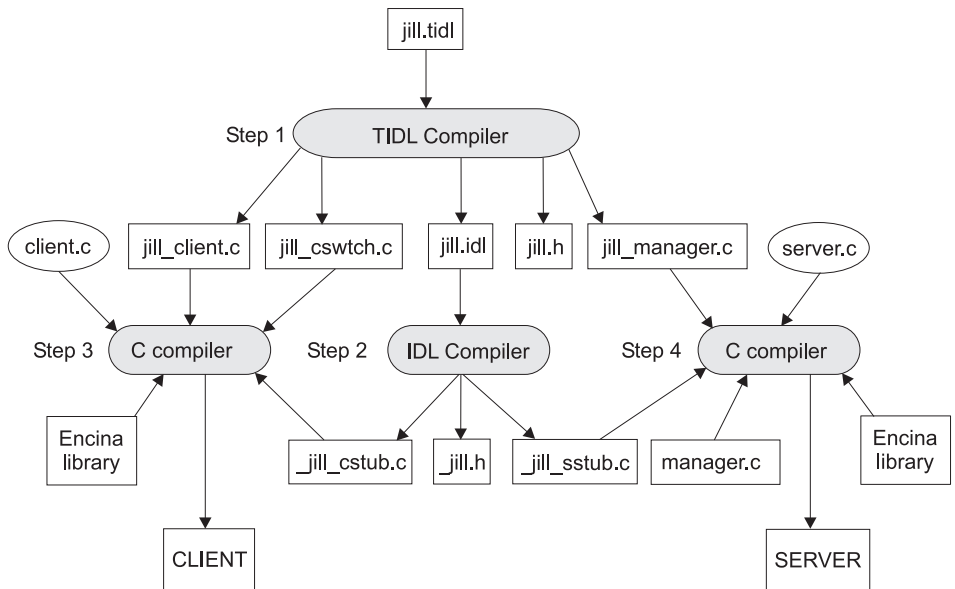 jill.tidl
Step 1
TIDL Compiler
client.c
jill_client.c
jill_cswtch.c
jill.idl
jill.h
jill_manager.c
server.c
Step 3
C compiler
Step 2
IDL Compiler
Step 4
C compiler
Encina
library
_jill_cstub.c
_jill.h
_jill_sstub.c
manager.c
Encina
library
CLIENT
SERVER